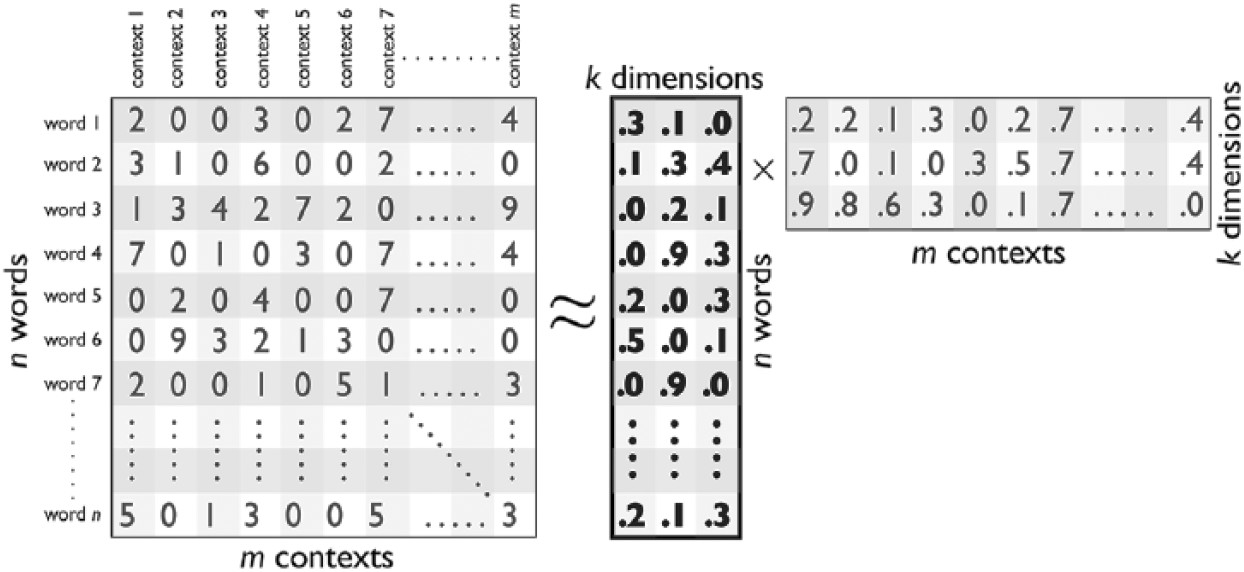 context 1 context 2 context 3 context 4 context 5 context 6 context 7 ........ context m
word 1 2 0 0 3 0 2 7 ..... 4
word 2 3 1 0 6 0 0 2 ..... 0
word 3 1 3 4 2 7 2 0 ..... 9
word 4 7 0 1 0 3 0 7 ..... 4
word 5 0 2 0 4 0 0 7 ..... 0
word 6 0 9 3 2 1 3 0 ..... 0
word 7 2 0 0 1 0 5 1 ..... 3
word n 5 0 1 3 0 0 5 ..... 3
n words
m contexts
≈
k dimensions
.3 .1 .0
.1 .3 .4
.0 .2 .1
.0 .9 .3
.2 .0 .3
.5 .0 .1
.0 .9 .0
.2 .1 .3
n words
×
.2 .2 .1 .3 .0 .2 .7 ..... .4
.7 .0 .1 .0 .3 .5 .7 ..... .4
.9 .8 .6 .3 .0 .1 .7 ..... .0
m contexts
k dimensions